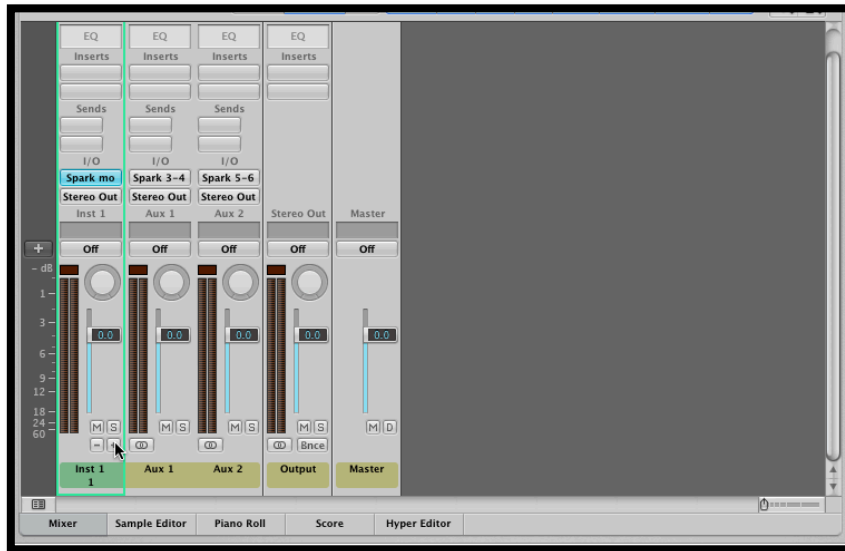 EQ EQ EQ EQ
Inserts Inserts Inserts Inserts
Sends Sends Sends
I/O I/O I/O
Spark mo Spark 3-4 Spark 5-6
Stereo Out Stereo Out Stereo Out
Inst 1 Aux 1 Aux 2 Stereo Out Master
+ Off Off Off Off Off
- dB
1
3 0.0 0.0 0.0 0.0 0.0
6
9
12
18
24 M S M S M S M S M D
60
- + Bnce
Inst 1 Aux 1 Aux 2 Output Master
1
Mixer Sample Editor Piano Roll Score Hyper Editor